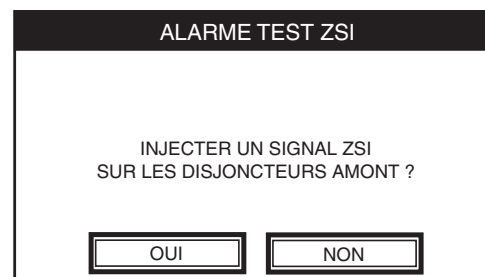 ALARME TEST ZSI
INJECTER UN SIGNAL ZSI
SUR LES DISJONCTEURS AMONT ?
OUI NON